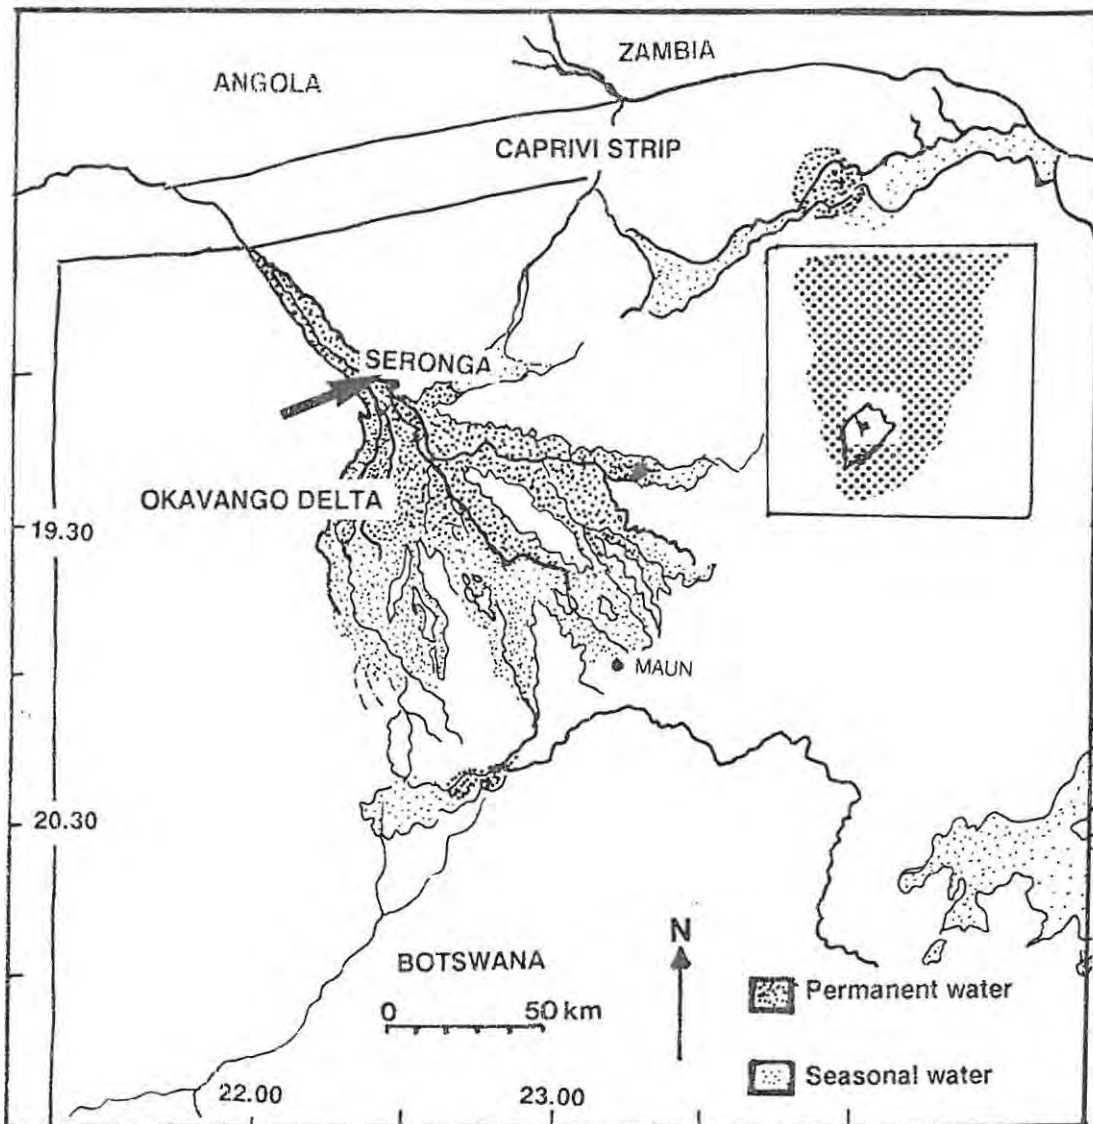 ZAMBIA
ANGOLA
CAPRIVI STRIP
SERONGA
OKAVANGO DELTA
19.30
MAUN
20.30
N
BOTSWANA
0 50 km
Permanent water
Seasonal water
22.00 23.00